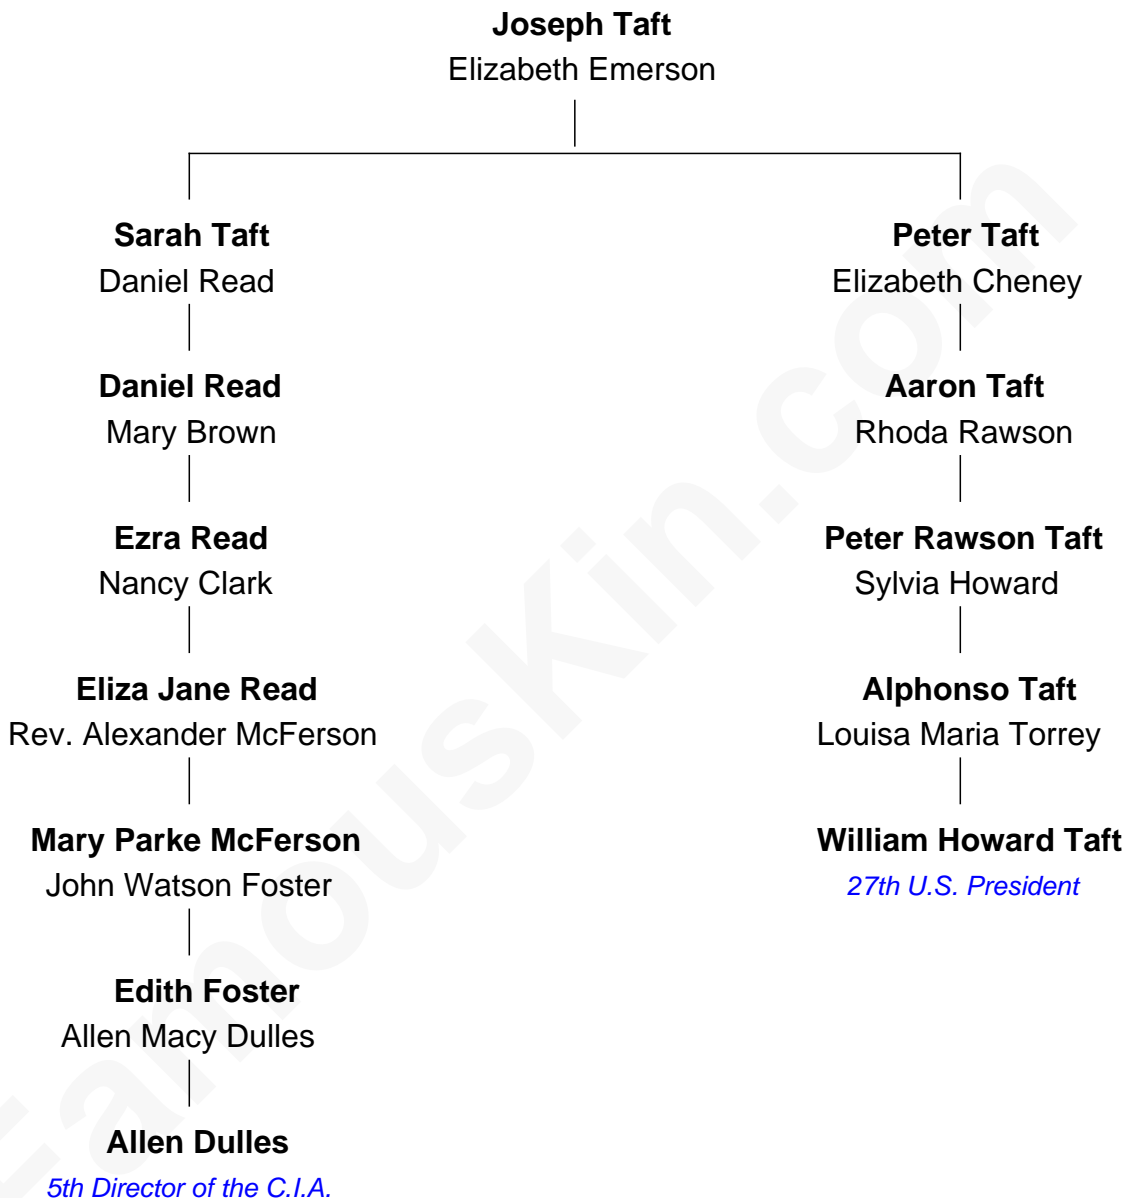 Joseph Taft
Elizabeth Emerson
Sarah Taft
Daniel Read
Peter Taft
Elizabeth Cheney
Daniel Read
Mary Brown
Aaron Taft
Rhoda Rawson
Ezra Read
Nancy Clark
Peter Rawson Taft
Sylvia Howard
Eliza Jane Read
Rev. Alexander McFerson
Alphonso Taft
Louisa Maria Torrey
Mary Parke McFerson
John Watson Foster
William Howard Taft
27th U.S. President
Edith Foster
Allen Macy Dulles
Allen Dulles
5th Director of the C.I.A.
FamousKin.com